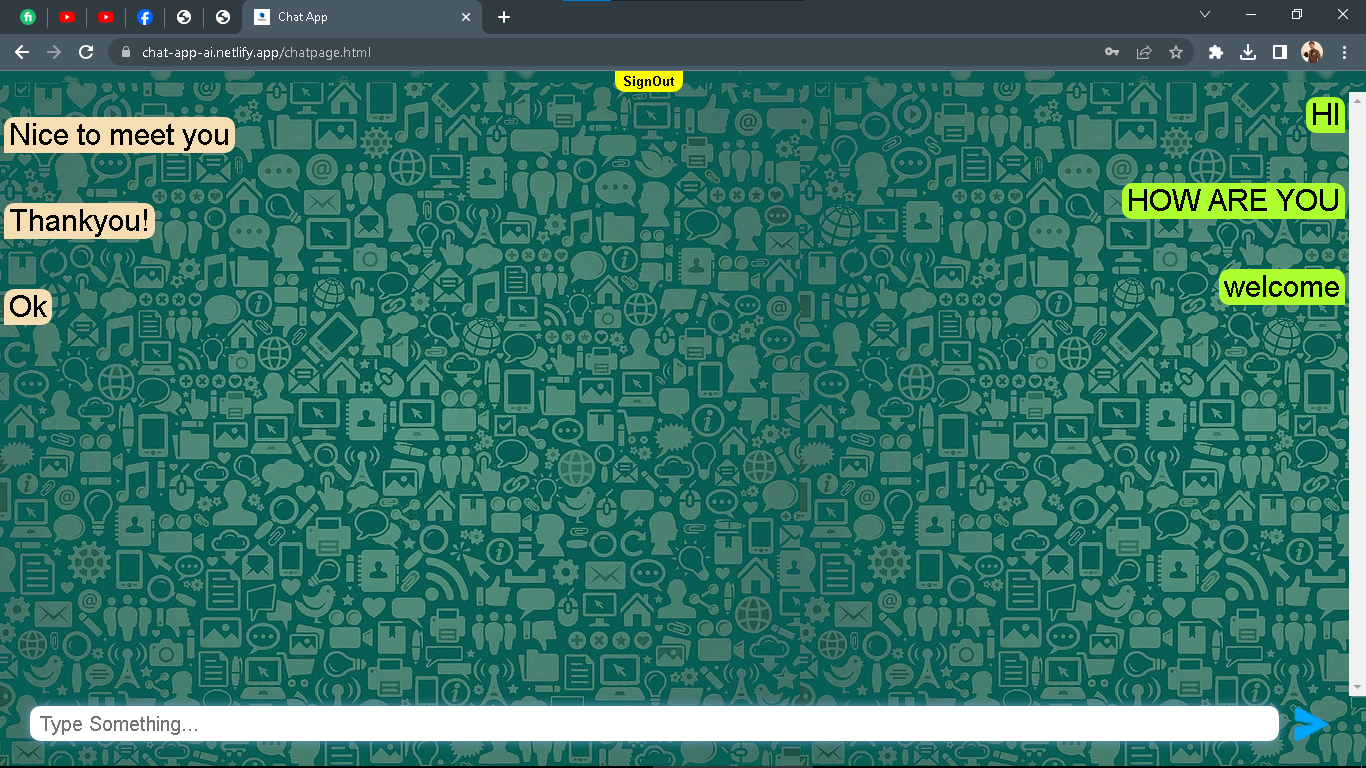 Chat App
chat-app-ai.netlify.app/chatpage.html
SignOut
HI
Nice to meet you
HOW ARE YOU
Thankyou!
welcome
Ok
Type Something...